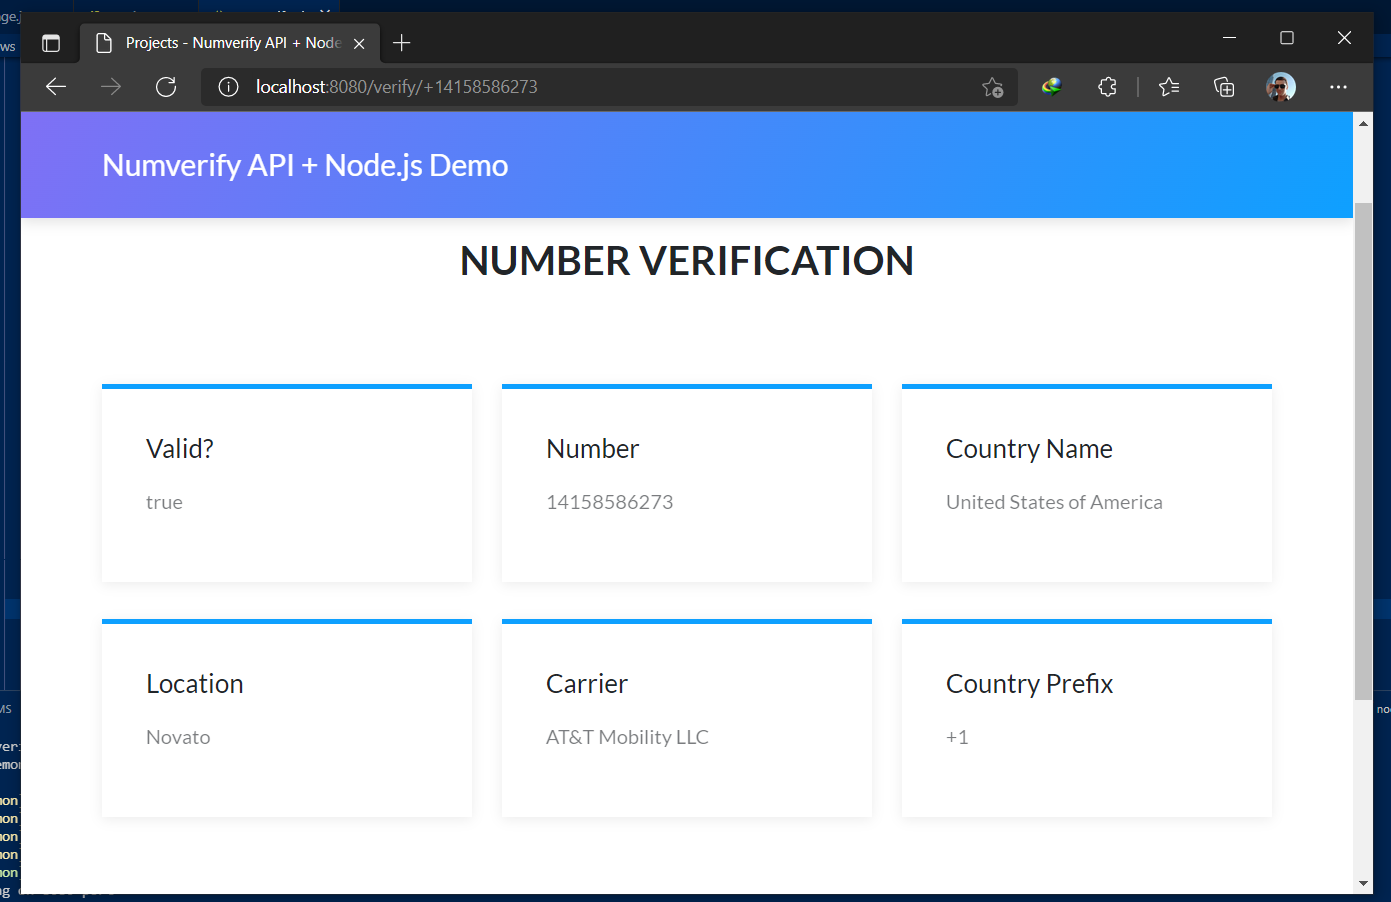 Projects - Numverify API + Node
localhost:8080/verify/+14158586273
Numverify API + Node.js Demo
NUMBER VERIFICATION
Valid?
true
Number
14158586273
Country Name
United States of America
Location
Novato
Carrier
AT&T Mobility LLC
Country Prefix
+1